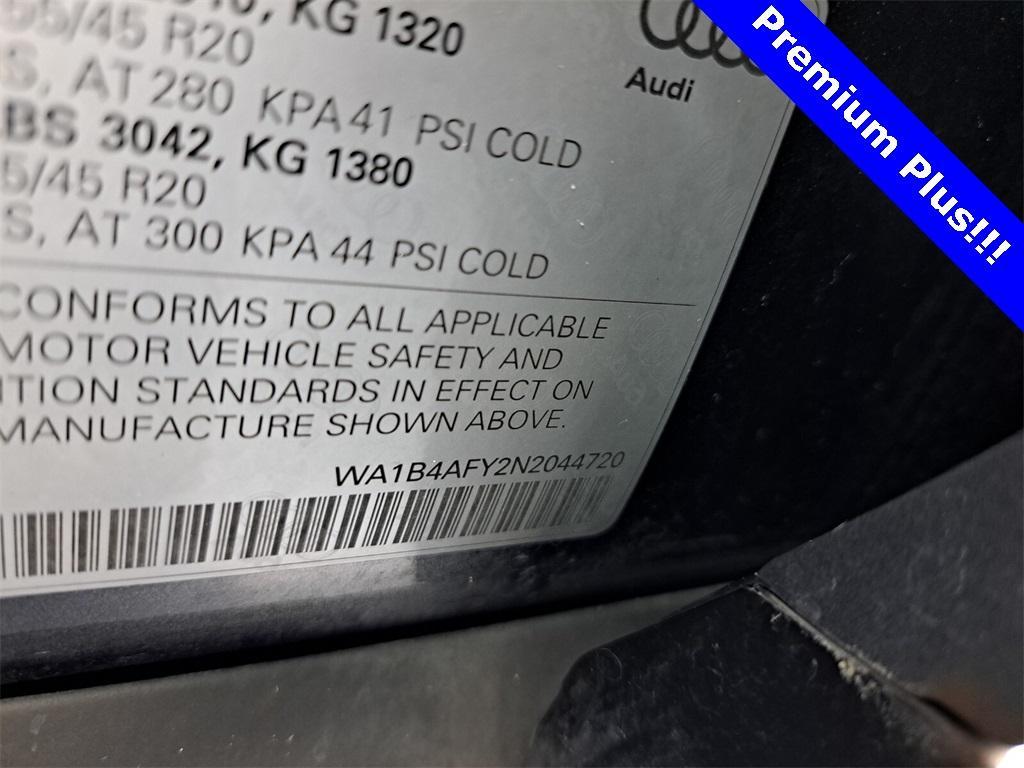 KG 1320
/45 R20
Audi
S, AT 280 KPA 41 PSI COLD
BS 3042, KG 1380
5/45 R20
S, AT 300 KPA 44 PSI COLD
CONFORMS TO ALL APPLICABLE
MOTOR VEHICLE SAFETY AND
TION STANDARDS IN EFFECT ON
MANUFACTURE SHOWN ABOVE.
WA1B4AFY2N2044720
Premium Plus!!!